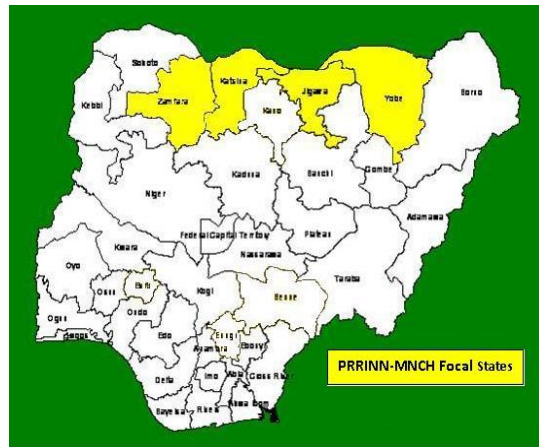 Sokoto
Katsina
Zamfara
Jigawa
Yobe
Borno
Kebbi
Kano
Kaduna
Bauchi
Gombe
Niger
Adamawa
Federal Capital Territory
Plateau
Kwara
Nassarawa
Oyo
Taraba
Ekiti
Kogi
Benue
Osun
Ogun
Ondo
Lagos
Edo
Enugu
Anambra
Ebony
PRRINN-MNCH Focal States
Delta
Imo
Abia
Cross River
Bayelsa
Rivers
Akwa Ibom